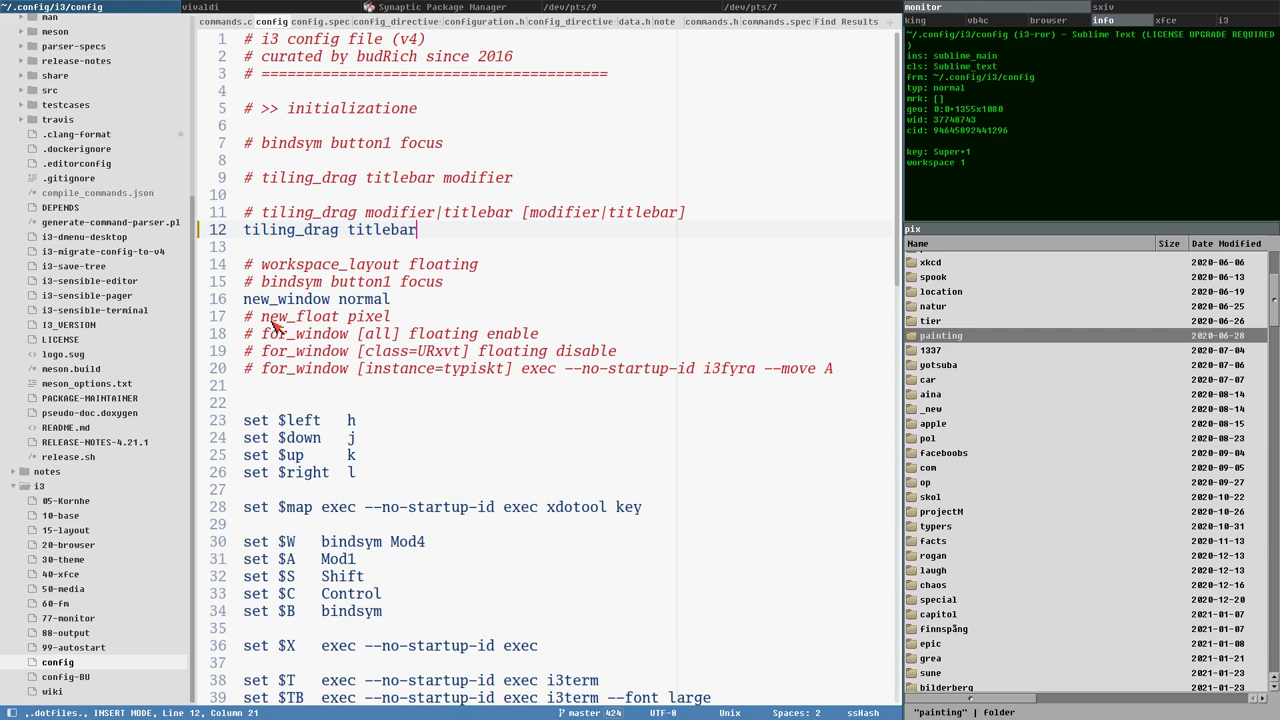 ~/.config/i3/config
vivaldi
Synaptic Package Manager
/dev/pts/9
/dev/pts/7
commands.c
config
config.spec
config_directive
configuration.h
config_directive
data.h
note
commands.h
commands.spec
Find Results
man
meson
parser-specs
release-notes
share
src
testcases
travis
.clang-format
.dockerignore
.editorconfig
.gitignore
compile_commands.json
DEPENDS
generate-command-parser.pl
i3-dmenu-desktop
i3-migrate-config-to-v4
i3-save-tree
i3-sensible-editor
i3-sensible-pager
i3-sensible-terminal
I3_VERSION
LICENSE
logo.svg
meson.build
meson_options.txt
PACKAGE-MAINTAINER
pseudo-doc.doxygen
README.md
RELEASE-NOTES-4.21.1
release.sh
notes
i3
05-Kornhe
10-base
15-layout
20-browser
30-theme
40-xfce
50-media
60-fm
77-monitor
88-output
99-autostart
config
config-BU
wiki
1 # i3 config file (v4)
2 # curated by budRich since 2016
3 # ========================================
4
5 # >> initializatione
6
7 # bindsym button1 focus
8
9 # tiling_drag titlebar modifier
10
11 # tiling_drag modifier|titlebar [modifier|titlebar]
12 tiling_drag titlebar
13
14 # workspace_layout floating
15 # bindsym button1 focus
16 new_window normal
17 # new_float pixel
18 # for_window [all] floating enable
19 # for_window [class=URxvt] floating disable
20 # for_window [instance=typiskt] exec --no-startup-id i3fyra --move A
21
22
23 set $left   h
24 set $down   j
25 set $up     k
26 set $right  l
27
28 set $map exec --no-startup-id exec xdotool key
29
30 set $W   bindsym Mod4
31 set $A   Mod1
32 set $S   Shift
33 set $C   Control
34 set $B   bindsym
35
36 set $X   exec --no-startup-id exec
37
38 set $T   exec --no-startup-id exec i3term
39 set $TB  exec --no-startup-id exec i3term --font large
,.dotfiles., INSERT MODE, Line 12, Column 21
master 424
UTF-8
Unix
Spaces: 2
ssHash
monitor
sxiv
king
vb4c
browser
info
xfce
i3
~/.config/i3/config (i3-ror) - Sublime Text (LICENSE UPGRADE REQUIRED
)
ins: sublime_main
cls: Sublime_text
frm: ~/.config/i3/config
typ: normal
mrk: []
geo: 0:0+1355x1080
wid: 37748743
cid: 94645892441296
key: Super+1
workspace 1
pix
Name Size Date Modified
xkcd 2020-06-06
spook 2020-06-13
location 2020-06-19
natur 2020-06-25
tier 2020-06-26
painting 2020-06-28
1337 2020-07-04
yotsuba 2020-07-06
car 2020-07-07
aina 2020-08-14
_new 2020-08-14
apple 2020-08-15
pol 2020-08-23
faceboobs 2020-09-04
com 2020-09-05
op 2020-09-27
skol 2020-10-22
projectM 2020-10-26
typers 2020-10-31
facts 2020-11-13
rogan 2020-12-13
laugh 2020-12-13
chaos 2020-12-16
special 2020-12-20
capitol 2021-01-07
finnspång 2021-01-07
epic 2021-01-08
grea 2021-01-21
sune 2021-01-23
bilderberg 2021-01-23
"painting" | folder